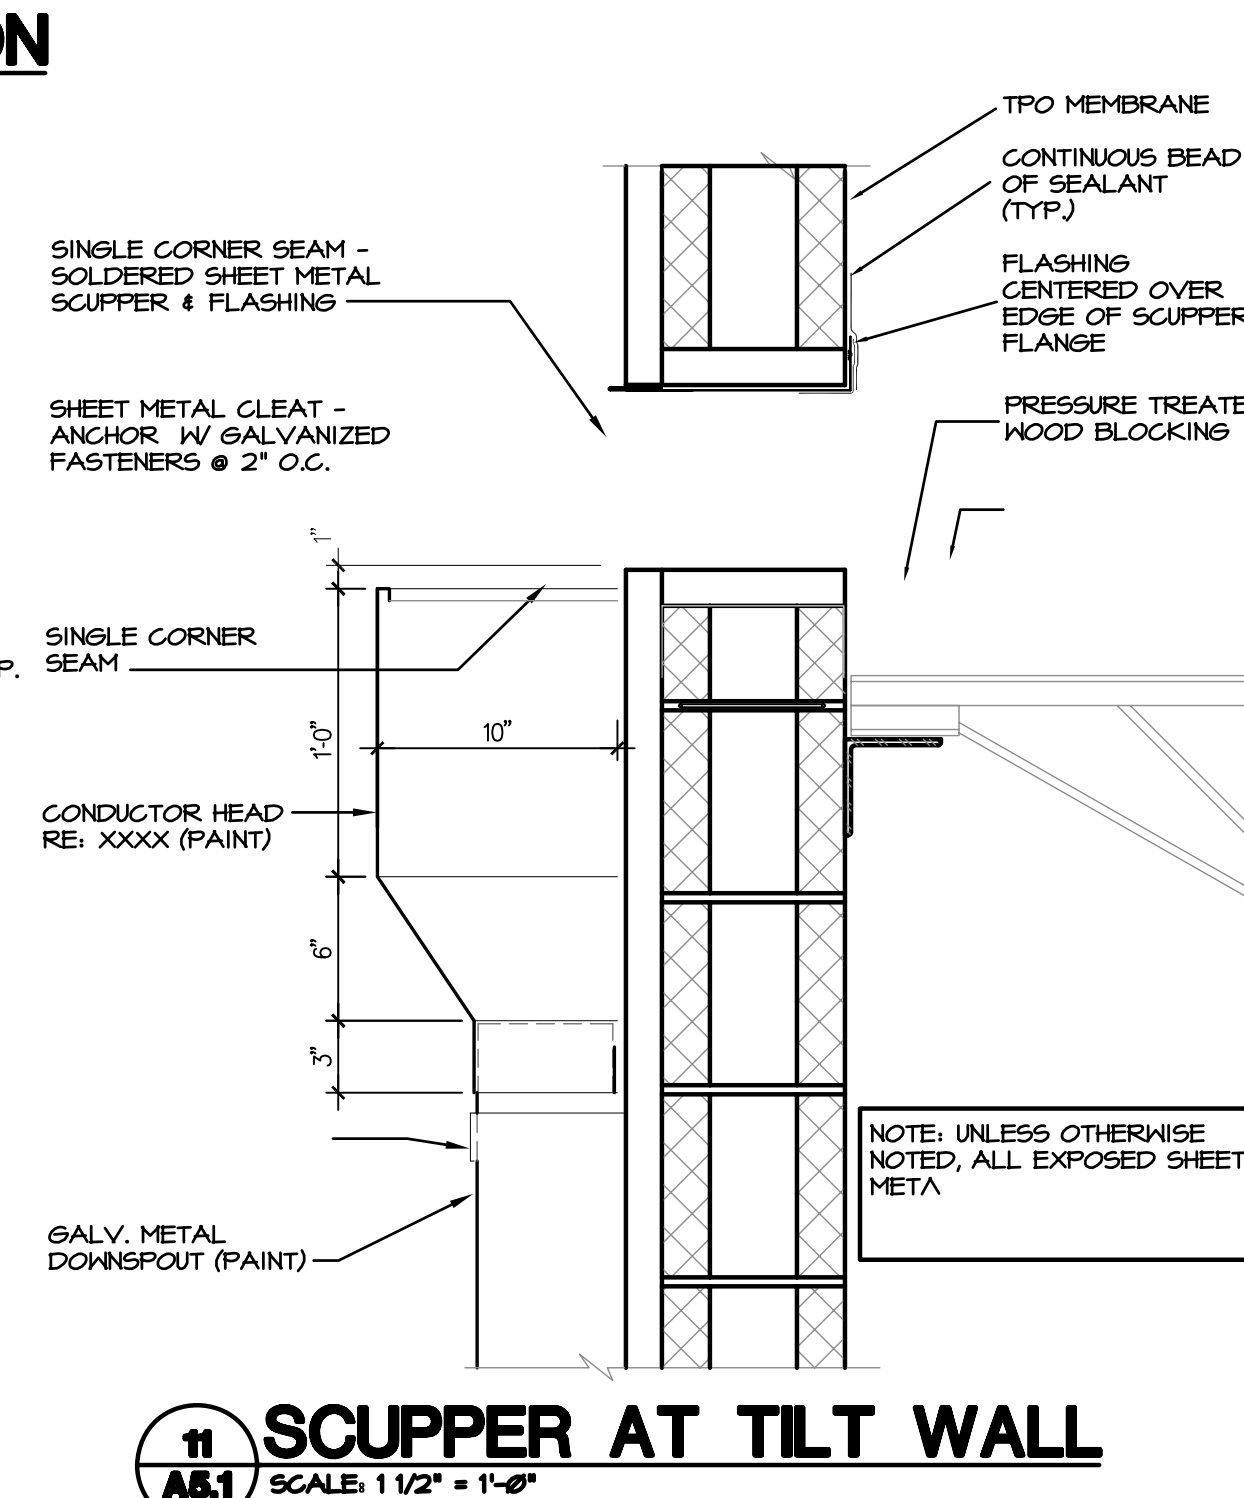 ON
TPO MEMBRANE
CONTINUOUS BEAD
OF SEALANT
(TYP.)
SINGLE CORNER SEAM -
SOLDERED SHEET METAL
SCUPPER & FLASHING
FLASHING
CENTERED OVER
EDGE OF SCUPPER
FLANGE
SHEET METAL CLEAT -
ANCHOR W/ GALVANIZED
FASTENERS @ 2" O.C.
PRESSURE TREATE
WOOD BLOCKING
1"
SINGLE CORNER
SEAM
P.
1'-0"
10"
CONDUCTOR HEAD
RE: XXXX (PAINT)
6"
3"
NOTE: UNLESS OTHERWISE
NOTED, ALL EXPOSED SHEET
META
GALV. METAL
DOWNSPOUT (PAINT)
11
A5.1
SCUPPER AT TILT WALL
SCALE: 1 1/2" = 1'-0"